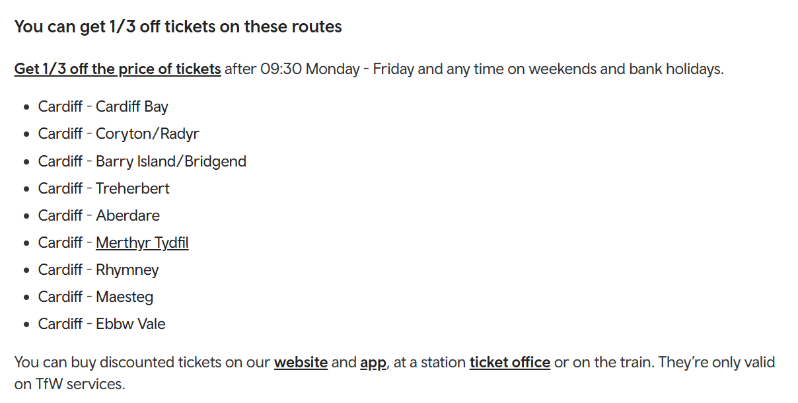 You can get 1/3 off tickets on these routes
Get 1/3 off the price of tickets after 09:30 Monday - Friday and any time on weekends and bank holidays.
• Cardiff - Cardiff Bay
• Cardiff - Coryton/Radyr
• Cardiff - Barry Island/Bridgend
• Cardiff - Treherbert
• Cardiff - Aberdare
• Cardiff - Merthyr Tydfil
• Cardiff - Rhymney
• Cardiff - Maesteg
• Cardiff - Ebbw Vale
You can buy discounted tickets on our website and app, at a station ticket office or on the train. They're only valid
on TfW services.